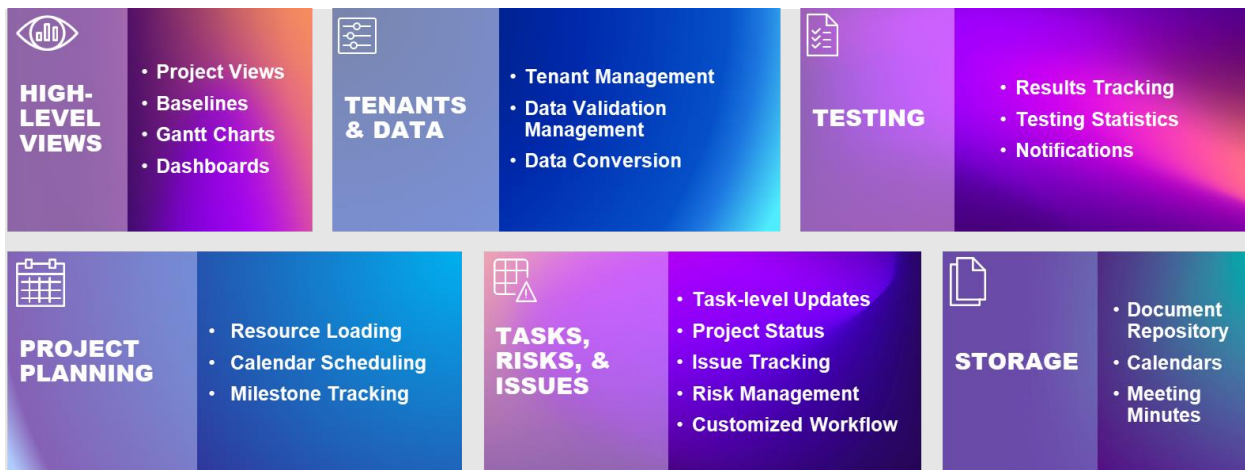 HIGH-
LEVEL
VIEWS
• Project Views
• Baselines
• Gantt Charts
• Dashboards
TENANTS
& DATA
• Tenant Management
• Data Validation
Management
• Data Conversion
TESTING
• Results Tracking
• Testing Statistics
• Notifications
PROJECT
PLANNING
• Resource Loading
• Calendar Scheduling
• Milestone Tracking
TASKS,
RISKS, &
ISSUES
• Task-level Updates
• Project Status
• Issue Tracking
• Risk Management
• Customized Workflow
STORAGE
• Document
Repository
• Calendars
• Meeting
Minutes